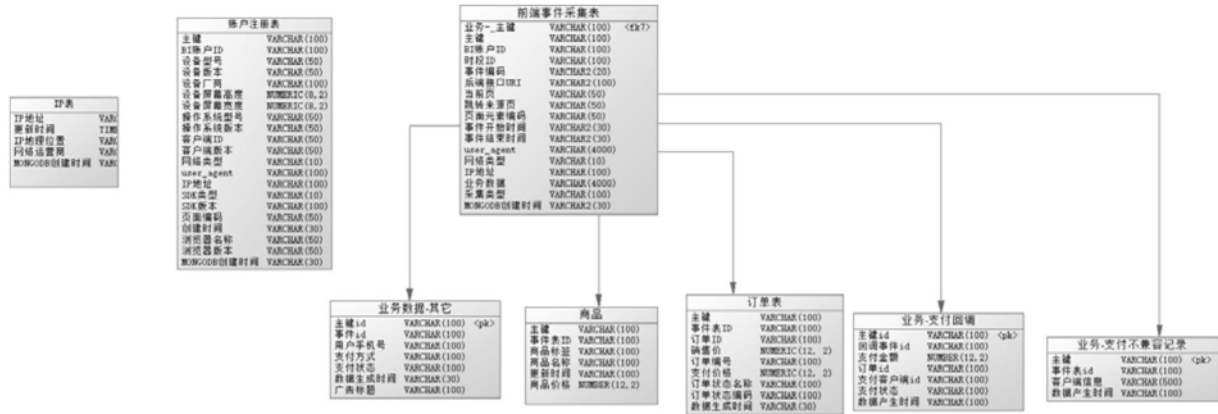 IP表
IP地址 VARC
更新时间 TIME
IP地理位置 VARC
网络运营商 VARC
MONGODB创建时间 VARC
账户注册表
主键 VARCHAR(100)
BI账户ID VARCHAR(100)
设备型号 VARCHAR(50)
设备版本 VARCHAR(50)
设备厂商 VARCHAR(100)
设备屏幕高度 NUMERIC(8,2)
设备屏幕宽度 NUMERIC(8,2)
操作系统型号 VARCHAR(50)
操作系统版本 VARCHAR(50)
客户端ID VARCHAR(50)
客户端版本 VARCHAR(50)
网络类型 VARCHAR(10)
user_agent VARCHAR(100)
IP地址 VARCHAR(100)
SDK类型 VARCHAR(10)
SDK版本 VARCHAR(100)
页面编码 VARCHAR(50)
创建时间 VARCHAR(30)
浏览器名称 VARCHAR(50)
浏览器版本 VARCHAR(50)
MONGODB创建时间 VARCHAR(30)
前端事件采集表
业务-_主键 VARCHAR(100) <fk7>
主键 VARCHAR(100)
BI账户ID VARCHAR(100)
时段ID VARCHAR(100)
事件编码 VARCHAR2(20)
后端接口URI VARCHAR2(100)
当前页 VARCHAR(50)
跳转来源页 VARCHAR(50)
页面元素编码 VARCHAR(50)
事件开始时间 VARCHAR2(30)
事件结束时间 VARCHAR2(30)
user_agent VARCHAR(4000)
网络类型 VARCHAR(10)
IP地址 VARCHAR(100)
业务数据 VARCHAR(4000)
采集类型 VARCHAR(100)
MONGODB创建时间 VARCHAR2(30)
业务数据-其它
主键id VARCHAR(100) <pk>
事件id VARCHAR(100)
用户手机号 VARCHAR(100)
支付方式 VARCHAR(100)
支付状态 VARCHAR(100)
数据生成时间 VARCHAR(30)
广告标题 VARCHAR(100)
商品
主键 VARCHAR(100)
事件表ID VARCHAR(100)
商品标签 VARCHAR(100)
商品名称 VARCHAR(100)
更新时间 VARCHAR(100)
商品价格 NUMBER(12,2)
订单表
主键 VARCHAR(100)
事件表ID VARCHAR(100)
订单ID VARCHAR(100)
销售价 NUMERIC(12, 2)
订单编号 VARCHAR(100)
支付价格 NUMERIC(12, 2)
订单状态名称 VARCHAR(100)
订单状态编码 VARCHAR(100)
数据生成时间 VARCHAR(30)
业务-支付回调
主键id VARCHAR(100) <pk>
回调事件id VARCHAR(100)
支付金额 NUMBER(12,2)
订单id VARCHAR(100)
支付客户端id VARCHAR(100)
支付状态 VARCHAR(100)
数据产生时间 VARCHAR(100)
业务-支付不兼容记录
主键 VARCHAR(100) <pk>
事件表id VARCHAR(100)
客户端信息 VARCHAR(500)
数据产生时间 VARCHAR(100)